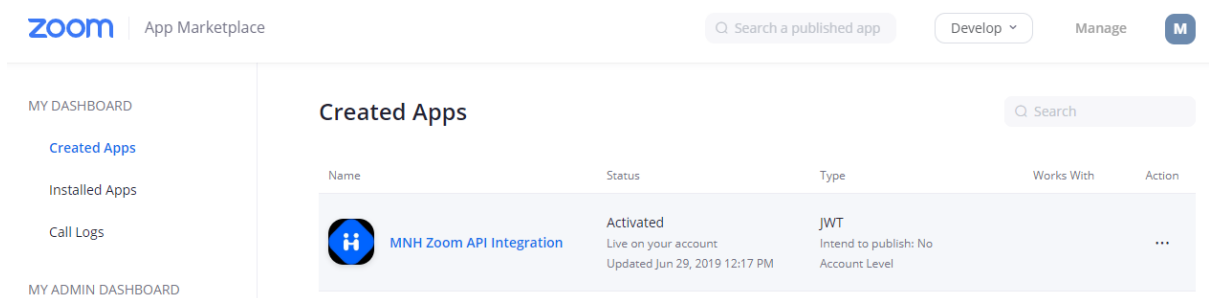 zoom App Marketplace
Search a published app
Develop
Manage
M
MY DASHBOARD
Created Apps
Installed Apps
Call Logs
MY ADMIN DASHBOARD
Created Apps
Search
Name Status Type Works With Action
MNH Zoom API Integration
Activated
Live on your account
Updated Jun 29, 2019 12:17 PM
JWT
Intend to publish: No
Account Level